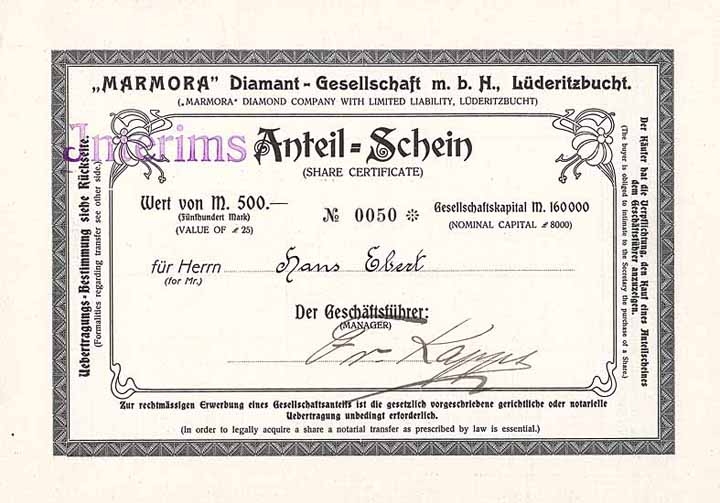 „MARMORA" Diamant-Gesellschaft m. b. H., Lüderitzbucht.
(„MARMORA" DIAMOND COMPANY WITH LIMITED LIABILITY, LÜDERITZBUCHT)
Interims
Anteil=Schein
(SHARE CERTIFICATE)
Wert von M. 500.—
(Fünfhundert Mark)
(VALUE OF £ 25)
№ 0050 *
Gesellschaftskapital M. 160000
(NOMINAL CAPITAL £ 8000)
für Herrn Hans Ebert
(for Mr.)
Der Geschäftsführer:
(MANAGER)
Fr. Kappus
Zur rechtmässigen Erwerbung eines Gesellschaftsanteils ist die gesetzlich vorgeschriebene gerichtliche oder notarielle
Uebertragung unbedingt erforderlich.
(In order to legally acquire a share a notarial transfer as prescribed by law is essential.)
Uebertragungs-Bestimmung siehe Rückseite.
(Formalities regarding transfer see other side.)
Der Käufer hat die Verpflichtung, den Kauf eines Anteilscheines
dem Geschäftsführer anzuzeigen.
(The buyer is obliged to intimate to the Secretary the purchase of a Share.)